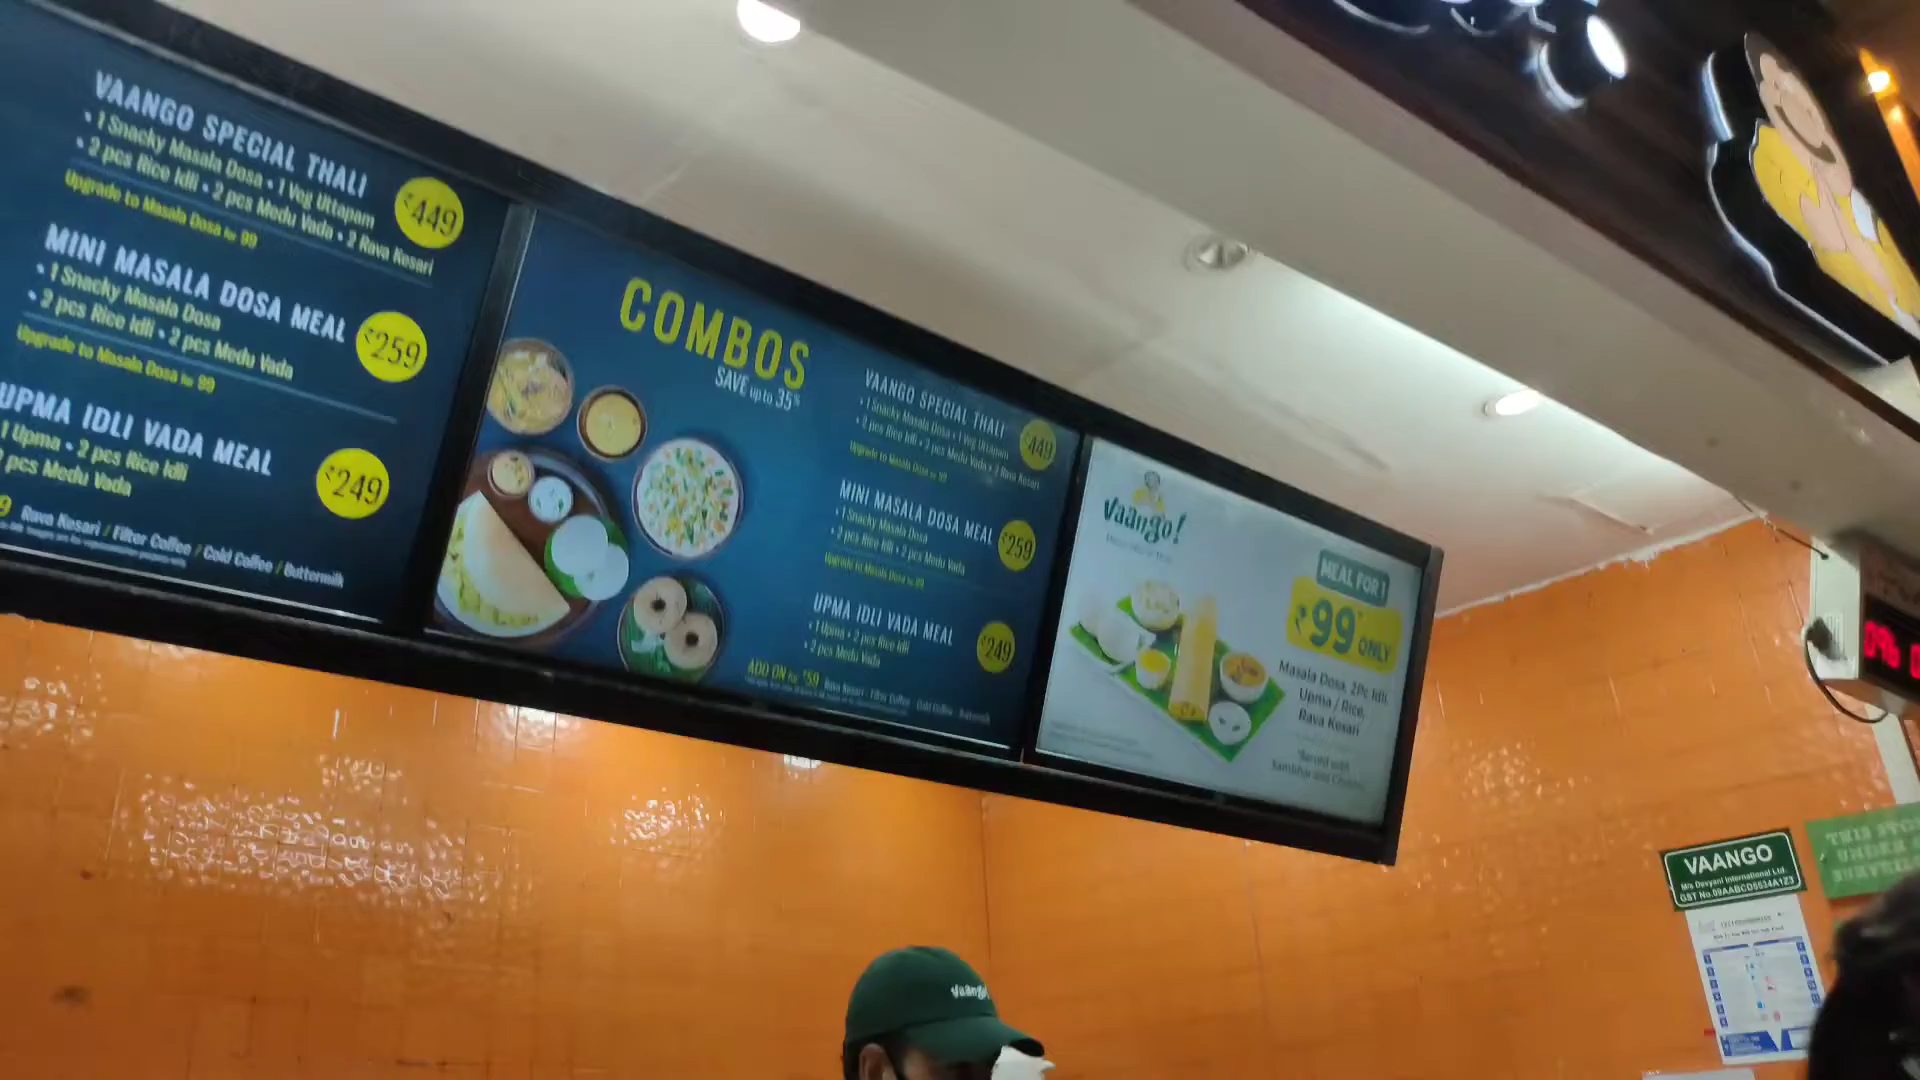 VAANGO SPECIAL THALI
• 1 Snacky Masala Dosa • 1 Veg Uttapam
• 2 pcs Rice Idli • 2 pcs Medu Vada • 2 Rava Kesari
Upgrade to Masala Dosa for 99
₹449
MINI MASALA DOSA MEAL
• 1 Snacky Masala Dosa
• 2 pcs Rice Idli • 2 pcs Medu Vada
Upgrade to Masala Dosa for 99
₹259
UPMA IDLI VADA MEAL
1 Upma • 2 pcs Rice Idli
2 pcs Medu Vada
₹249
9 Rava Kesari / Filter Coffee / Cold Coffee / Buttermilk
COMBOS
SAVE up to 35%
VAANGO SPECIAL THALI
• 1 Snacky Masala Dosa • 1 Veg Uttapam
• 2 pcs Rice Idli • 2 pcs Medu Vada • 2 Rava Kesari
Upgrade to Masala Dosa for 99
₹449
MINI MASALA DOSA MEAL
• 1 Snacky Masala Dosa
• 2 pcs Rice Idli • 2 pcs Medu Vada
Upgrade to Masala Dosa for 99
₹259
UPMA IDLI VADA MEAL
• 1 Upma • 2 pcs Rice Idli
• 2 pcs Medu Vada
₹249
ADD ON for ₹59 Rava Kesari Filter Coffee Cold Coffee Buttermilk
Vaango!
MEAL FOR 1
₹99* ONLY
Masala Dosa, 2Pc Idli,
Upma / Rice,
Rava Kesari
*Served with
Sambhar and Chutney
VAANGO
M/s Devyani International Ltd.
GST No.09AABCD5534A1Z3
THIS STORE
UNDER
Vaango!